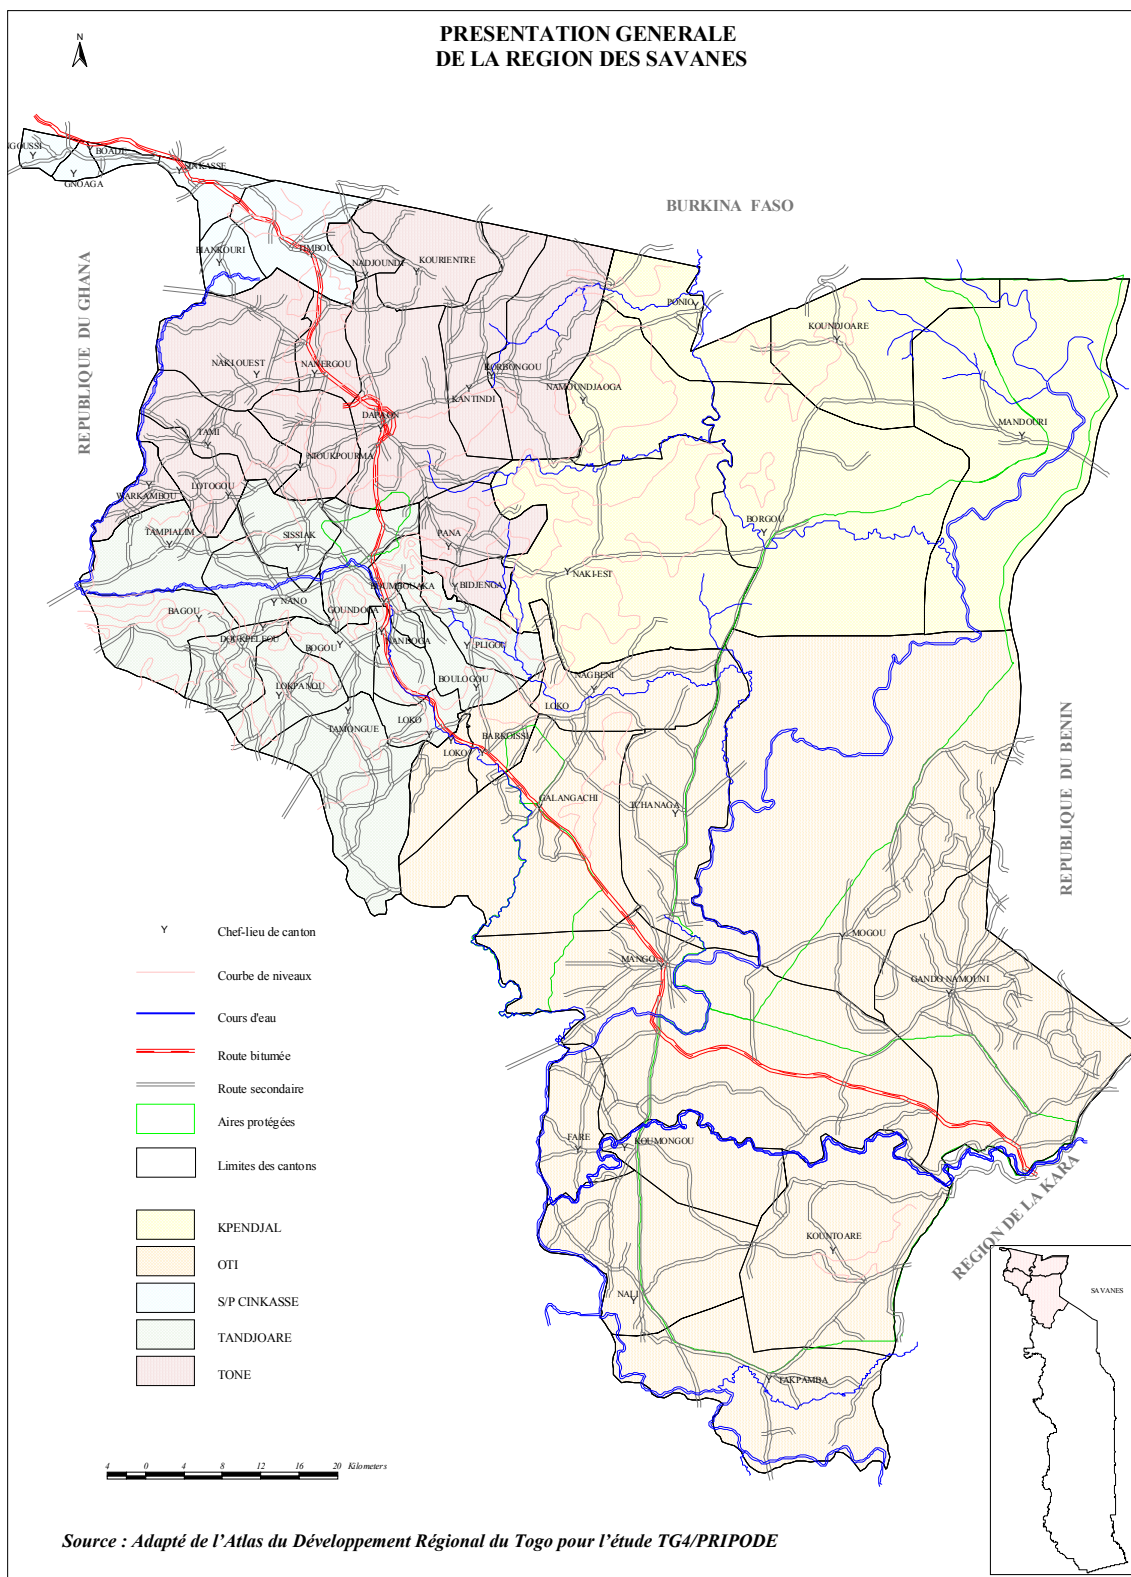 PRESENTATION GENERALE
DE LA REGION DES SAVANES
N
BOADE
GNOAGA
BURKINA FASO
REPUBLIQUE DU GHANA
BIANKOURI
TIMBOU
NADJOUNDI
KOURIENTRE
PONIO
KOUNDJOARE
NAKI OUEST
NANERGOU
KORBONGOU
KANTINDI
NAMOUNDJAOGA
DAPAON
MANDOURI
TAMI
NIOUKPOURMA
LOTOGOU
WARKAMBOU
TAMPIALIM
SISSIAK
PANA
BORGOU
NAKI-EST
BIDJENGA
BOUMBOUAKA
NANO
GOUNDOGA
BAGOU
DOUKPELEOU
BOGOU
NANDOGA
PLIGOU
LOKPANOU
BOULOGOU
NAGBENI
TAMONGUE
LOKO
LOKO
LOKO
BARKOISSI
GALANGACHI
TCHANAGA
REPUBLIQUE DU BENIN
MOGOU
MANGO
GANDO NAMOUNI
FARE
KOUMONGOU
KOUNTOARE
NALI
TAKPAMBA
REGION DE LA KARA
Y Chef-lieu de canton
Courbe de niveaux
Cours d'eau
Route bitumée
Route secondaire
Aires protégées
Limites des cantons
KPENDJAL
OTI
S/P CINKASSE
TANDJOARE
TONE
SAVANES
4 0 4 8 12 16 20 Kilometers
Source : Adapté de l'Atlas du Développement Régional du Togo pour l'étude TG4/PRIPODE